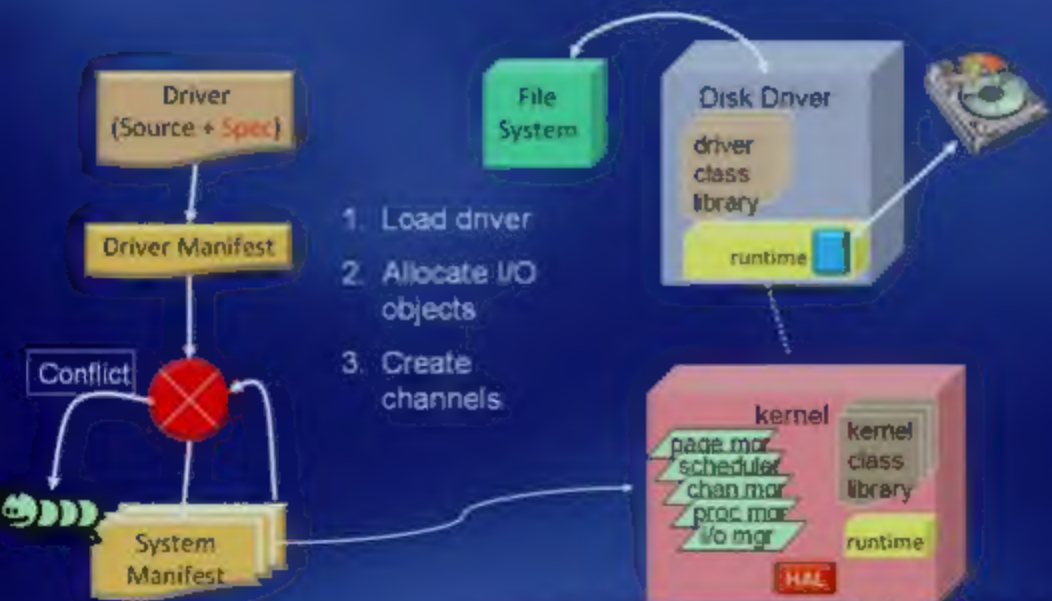 Driver
(Source + Spec)
Driver Manifest
Conflict
System
Manifest
1. Load driver
2. Allocate I/O
objects
3. Create
channels
File
System
Disk Driver
driver
class
library
runtime
kernel
page mgr
scheduler
chan mgr
proc mgr
i/o mgr
kernel
class
library
runtime
HAL